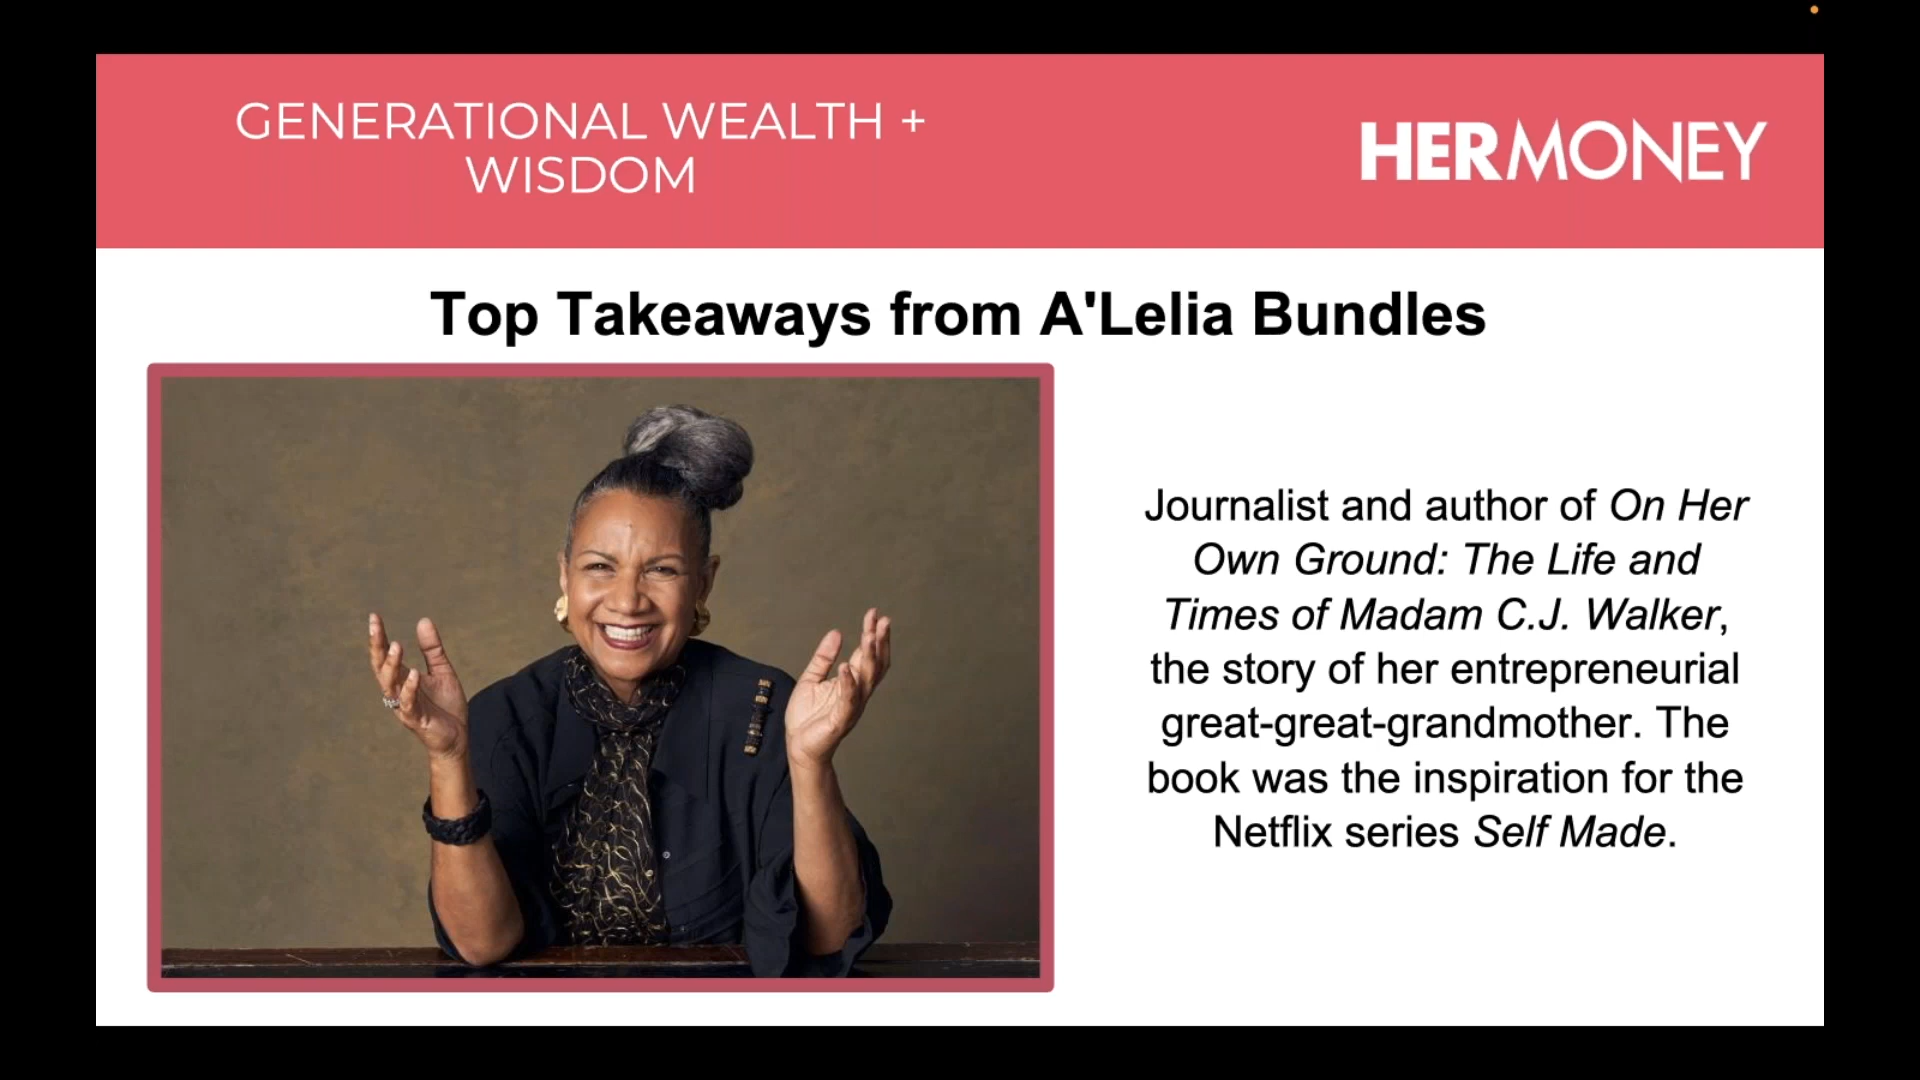 GENERATIONAL WEALTH +
WISDOM
HERMONEY
Top Takeaways from A'Lelia Bundles
Journalist and author of On Her
Own Ground: The Life and
Times of Madam C.J. Walker,
the story of her entrepreneurial
great-great-grandmother. The
book was the inspiration for the
Netflix series Self Made.